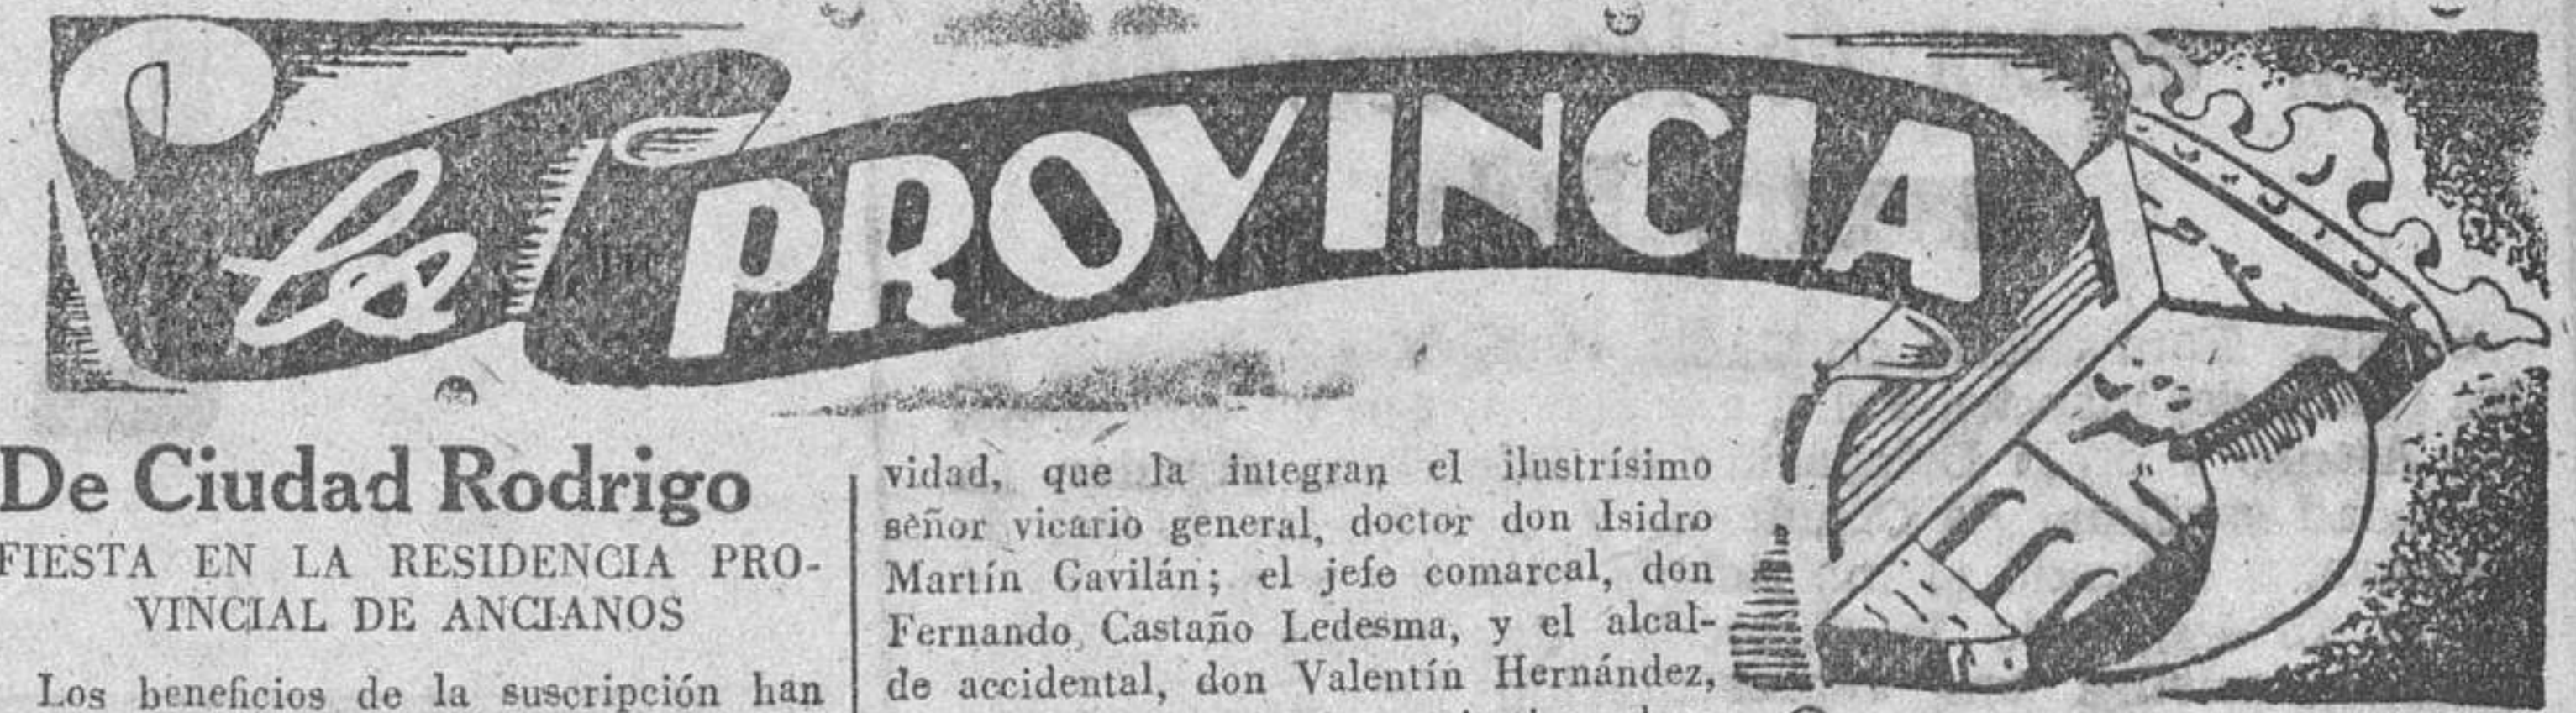 La PROVINCIA
De Ciudad Rodrigo
FIESTA EN LA RESIDENCIA PRO-
VINCIAL DE ANCIANOS
Los beneficios de la suscripción han
vidad, que la integran el ilustrísimo
señor vicario general, doctor don Isidro
Martín Gavilán; el jefe comarcal, don
Fernando Castaño Ledesma, y el alcal-
de accidental, don Valentín Hernández,